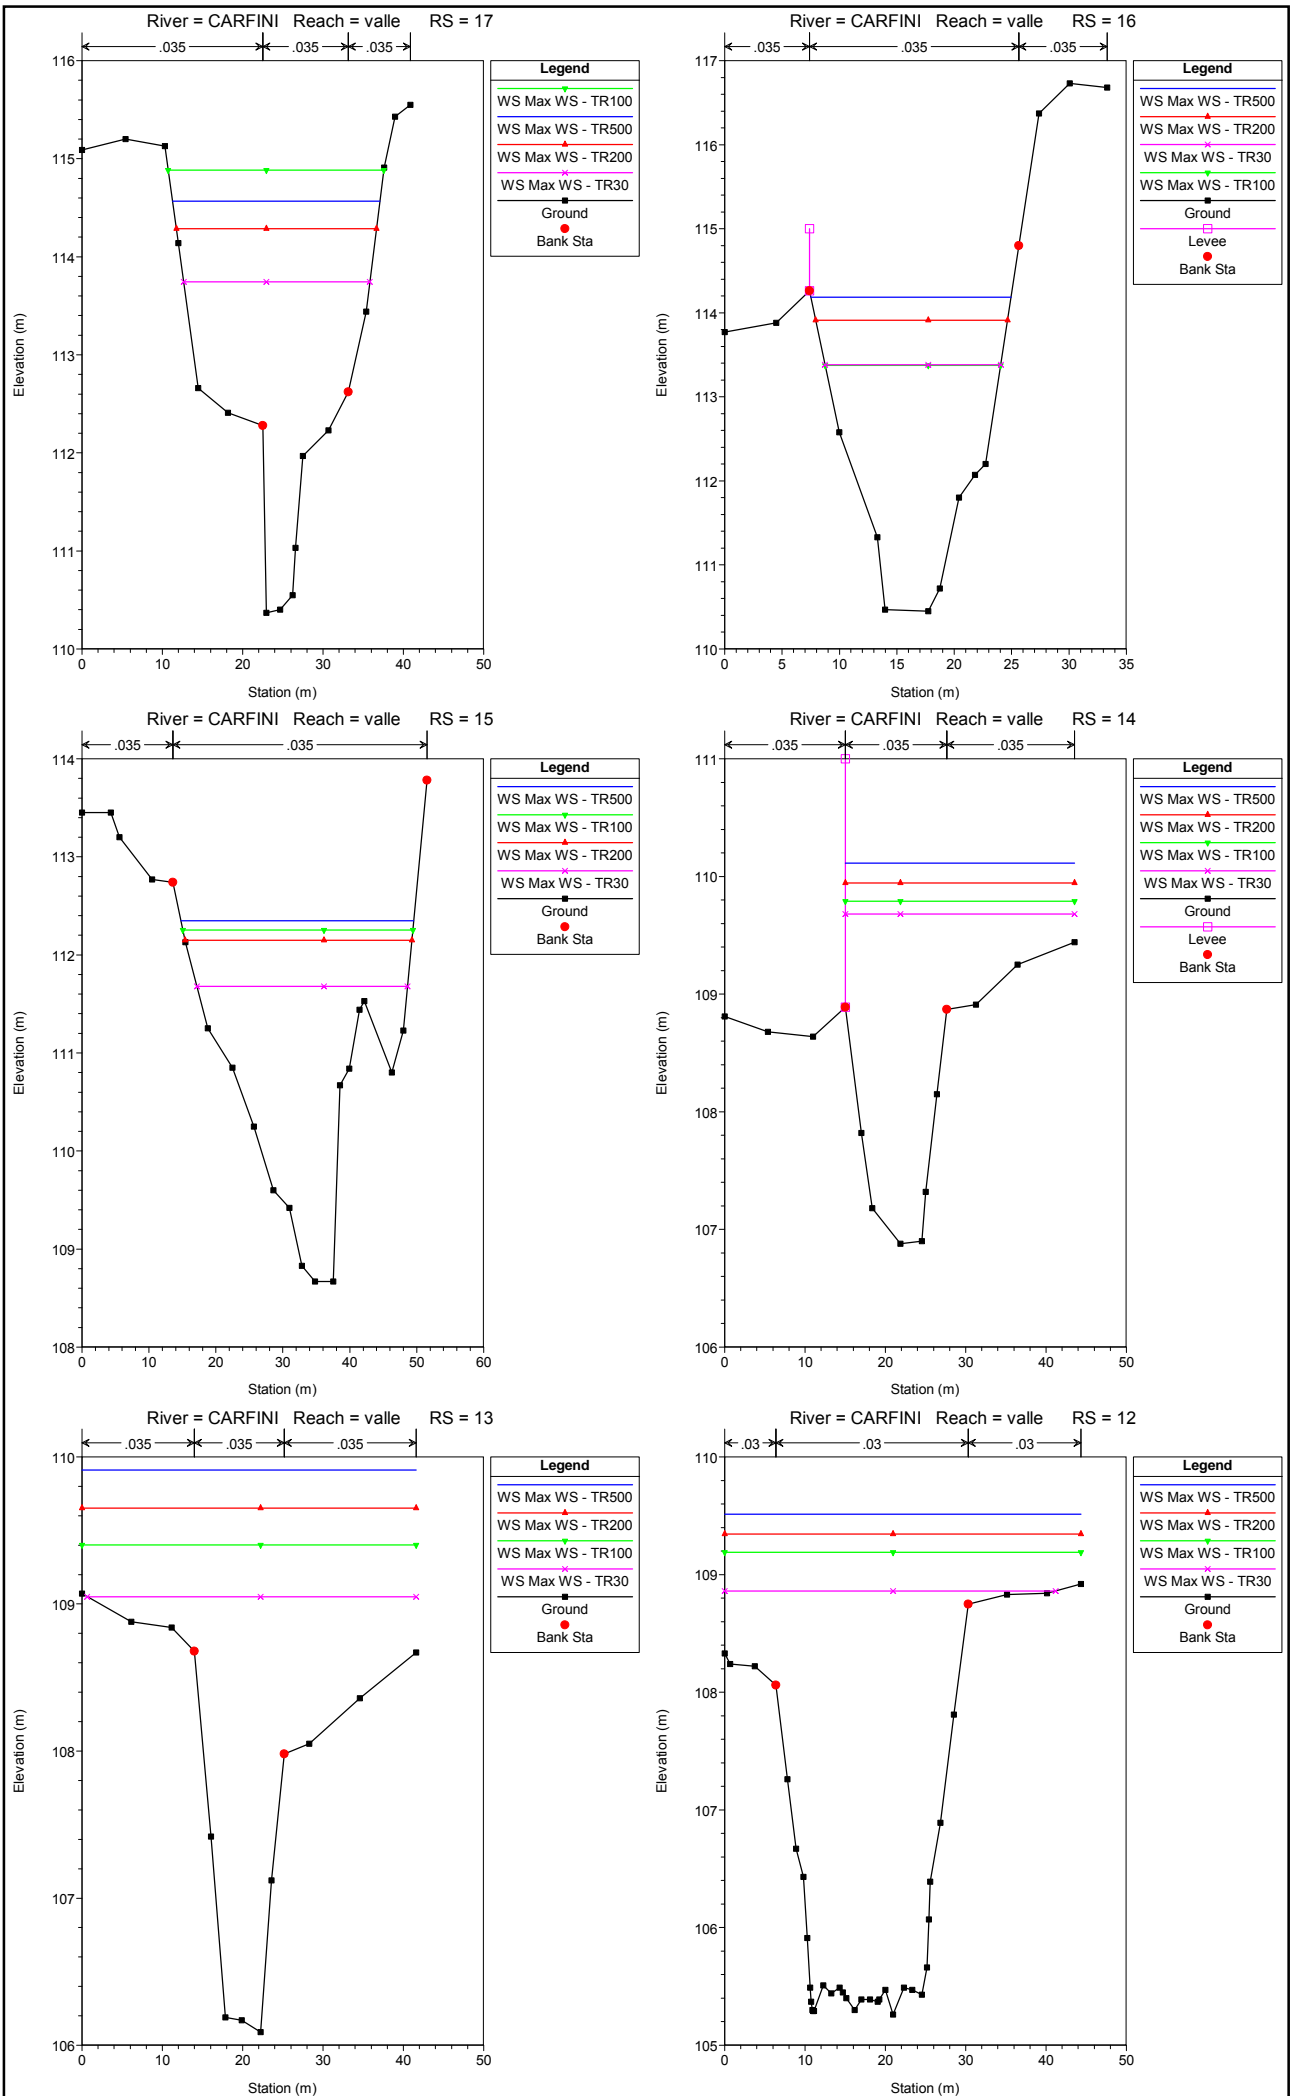 River = CARFINI Reach = valle RS = 17
.035 .035 .035
116
115
114
113
112
111
110
0 10 20 30 40 50
Station (m)
Elevation (m)
Legend
WS Max WS - TR100
WS Max WS - TR500
WS Max WS - TR200
WS Max WS - TR30
Ground
Bank Sta
River = CARFINI Reach = valle RS = 16
.035 .035 .035
117
116
115
114
113
112
111
110
0 5 10 15 20 25 30 35
Station (m)
Elevation (m)
Legend
WS Max WS - TR500
WS Max WS - TR200
WS Max WS - TR30
WS Max WS - TR100
Ground
Levee
Bank Sta
River = CARFINI Reach = valle RS = 15
.035 .035
114
113
112
111
110
109
108
0 10 20 30 40 50 60
Station (m)
Elevation (m)
Legend
WS Max WS - TR500
WS Max WS - TR100
WS Max WS - TR200
WS Max WS - TR30
Ground
Bank Sta
River = CARFINI Reach = valle RS = 14
.035 .035 .035
111
110
109
108
107
106
0 10 20 30 40 50
Station (m)
Elevation (m)
Legend
WS Max WS - TR500
WS Max WS - TR200
WS Max WS - TR100
WS Max WS - TR30
Ground
Levee
Bank Sta
River = CARFINI Reach = valle RS = 13
.035 .035 .035
110
109
108
107
106
0 10 20 30 40 50
Station (m)
Elevation (m)
Legend
WS Max WS - TR500
WS Max WS - TR200
WS Max WS - TR100
WS Max WS - TR30
Ground
Bank Sta
River = CARFINI Reach = valle RS = 12
.03 .03 .03
110
109
108
107
106
105
0 10 20 30 40 50
Station (m)
Elevation (m)
Legend
WS Max WS - TR500
WS Max WS - TR200
WS Max WS - TR100
WS Max WS - TR30
Ground
Bank Sta